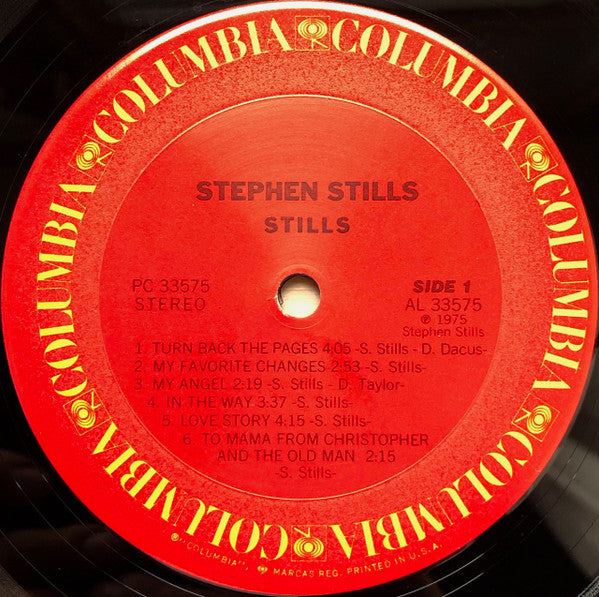 COLUMBIA COLUMBIA COLUMBIA COLUMBIA COLUMBIA COLUMBIA
STEPHEN STILLS
STILLS
PC 33575
STEREO
SIDE 1
AL 33575
℗ 1975
Stephen Stills
1. TURN BACK THE PAGES 4:05 -S. Stills - D. Dacus-
2. MY FAVORITE CHANGES 2:53 -S. Stills-
3. MY ANGEL 2:19 -S. Stills - D. Taylor-
4. IN THE WAY 3:37 -S. Stills-
5. LOVE STORY 4:15 -S. Stills-
6. TO MAMA FROM CHRISTOPHER
AND THE OLD MAN 2:15
-S. Stills-
® "COLUMBIA", MARCAS REG. PRINTED IN U.S.A.